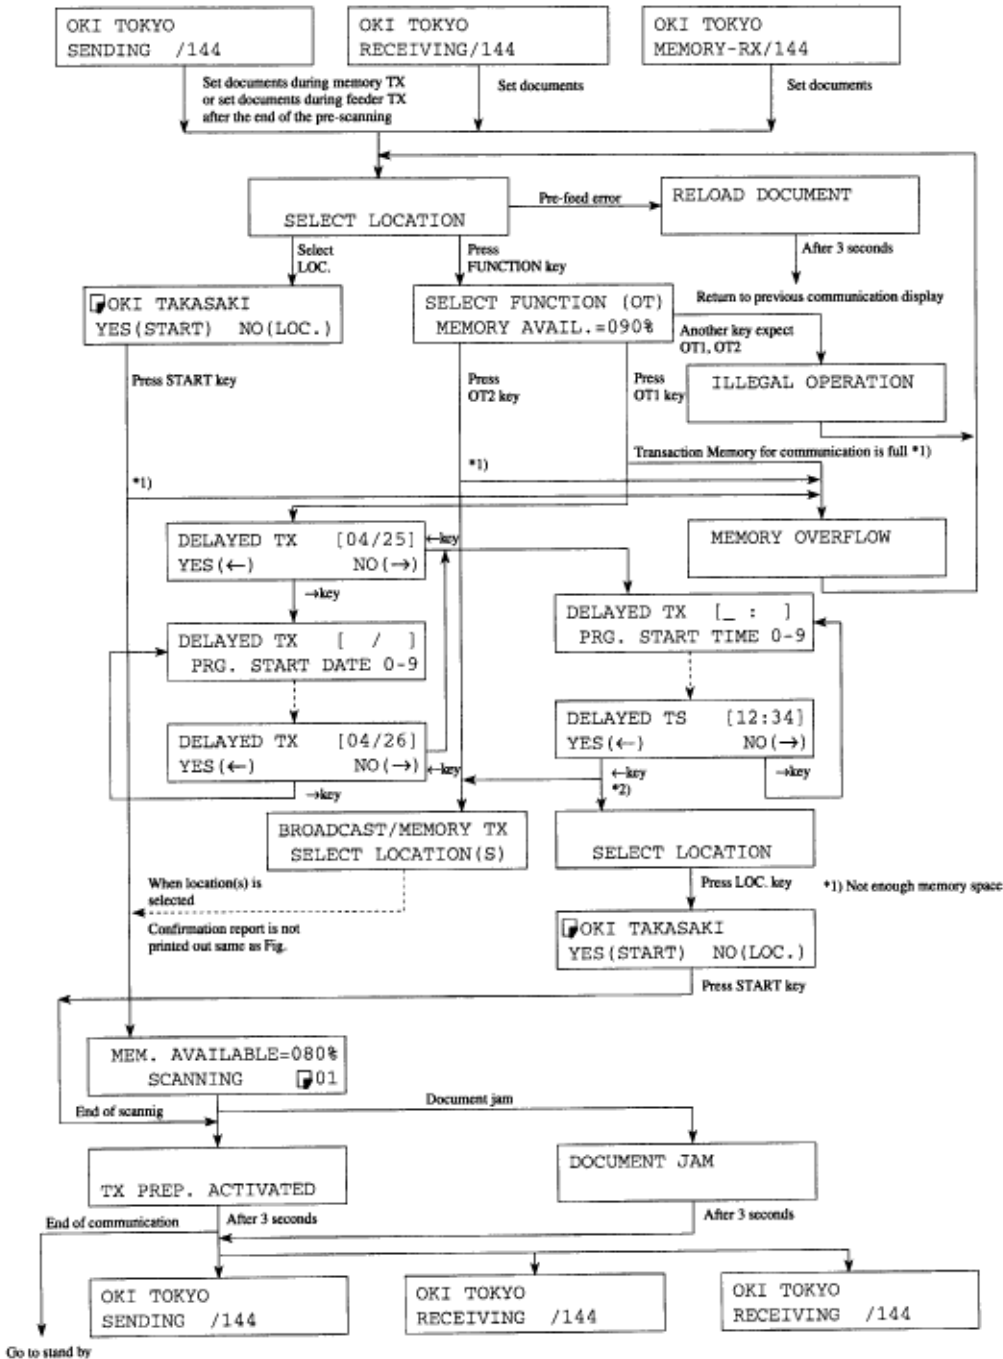 OKI TOKYO
SENDING /144
OKI TOKYO
RECEIVING/144
OKI TOKYO
MEMORY-RX/144
Set documents during memory TX
or set documents during feeder TX
after the end of the pre-scanning
Set documents
Set documents
SELECT LOCATION
Pre-feed error
RELOAD DOCUMENT
Select
LOC.
Press
FUNCTION key
After 3 seconds
Return to previous communication display
OKI TAKASAKI
YES(START) NO(LOC.)
SELECT FUNCTION (OT)
MEMORY AVAIL.=090%
Another key expect
OT1, OT2
Press START key
Press
OT2 key
Press
OT1 key
ILLEGAL OPERATION
Transaction Memory for communication is full *1)
*1)
*1)
DELAYED TX [04/25]
YES(←) NO(→)
←key
MEMORY OVERFLOW
→key
DELAYED TX [_ : ]
PRG. START TIME 0-9
DELAYED TX [ / ]
PRG. START DATE 0-9
DELAYED TS [12:34]
YES(←) NO(→)
DELAYED TX [04/26]
YES(←) NO(→)
←key
→key
←key
*2)
→key
BROADCAST/MEMORY TX
SELECT LOCATION(S)
SELECT LOCATION
When location(s) is
selected
Press LOC. key
*1) Not enough memory space
Confirmation report is not
printed out same as Fig.
OKI TAKASAKI
YES(START) NO(LOC.)
Press START key
MEM. AVAILABLE=080%
SCANNING 01
End of scannig
Document jam
TX PREP. ACTIVATED
DOCUMENT JAM
End of communication
After 3 seconds
After 3 seconds
OKI TOKYO
SENDING /144
OKI TOKYO
RECEIVING /144
OKI TOKYO
RECEIVING /144
Go to stand by